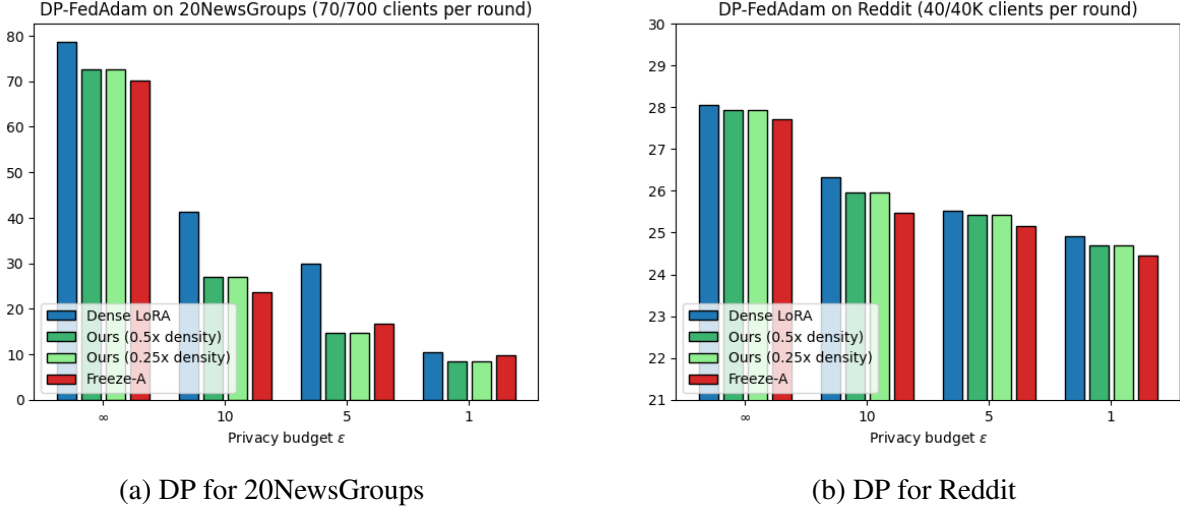 DP-FedAdam on 20NewsGroups (70/700 clients per round)
80
70
60
50
40
30
20
10
0
Dense LoRA
Ours (0.5x density)
Ours (0.25x density)
Freeze-A
∞ 10 5 1
Privacy budget ε
(a) DP for 20NewsGroups
DP-FedAdam on Reddit (40/40K clients per round)
30
29
28
27
26
25
24
23
22
21
Dense LoRA
Ours (0.5x density)
Ours (0.25x density)
Freeze-A
∞ 10 5 1
Privacy budget ε
(b) DP for Reddit